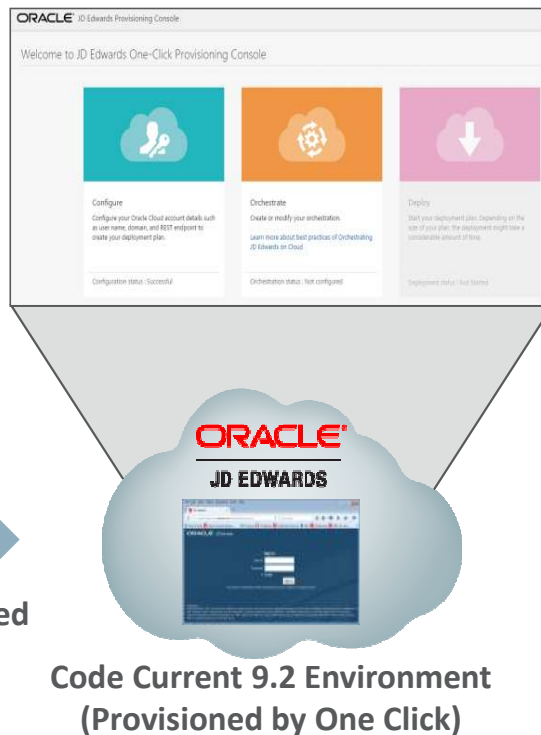 ORACLE® JD Edwards Provisioning Console
Welcome to JD Edwards One-Click Provisioning Console
Configure
Configure your Oracle Cloud account details such
as user name, domain, and REST endpoint to
create your deployment plan.
Configuration status : Successful
Orchestrate
Create or modify your orchestration.
Learn more about best practices of Orchestrating
JD Edwards on Cloud
Orchestration status : Not configured
Deploy
Start your deployment plan. Depending on the
size of your plan, the deployment might take a
considerable amount of time.
Deployment status : Not Started
ORACLE®
JD EDWARDS
ORACLE
ed
Code Current 9.2 Environment
(Provisioned by One Click)